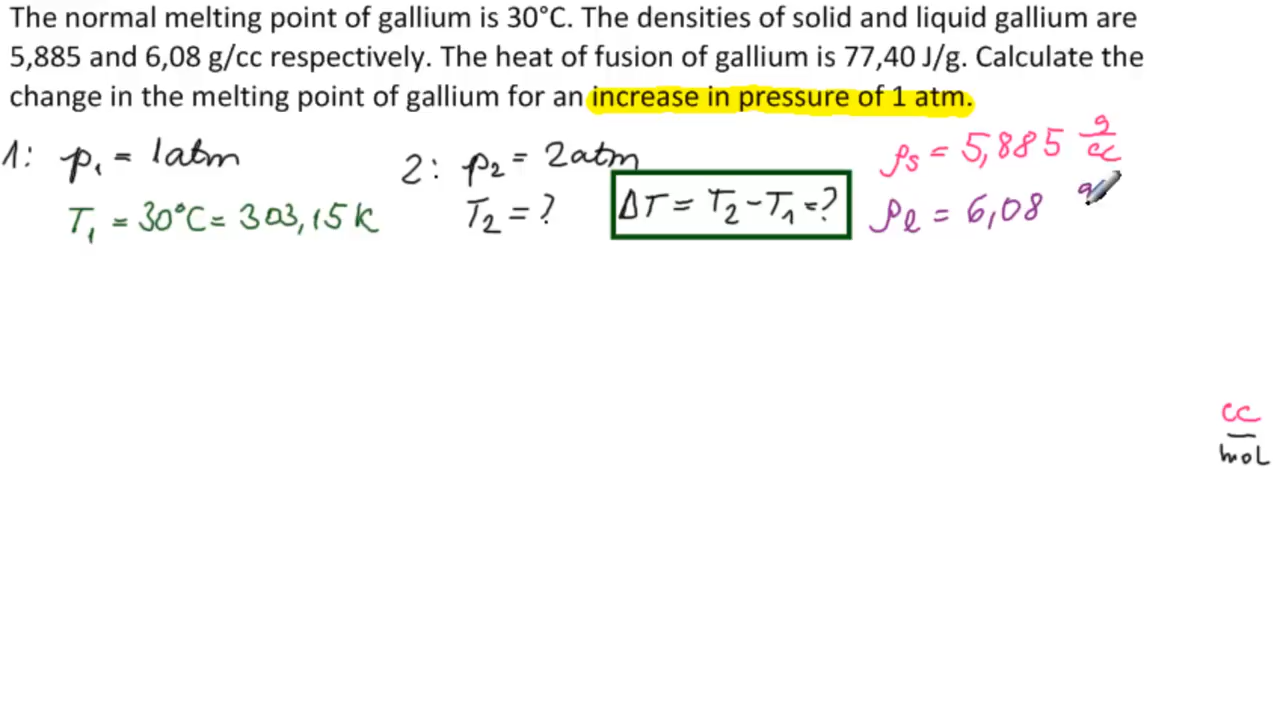 The normal melting point of gallium is 30°C. The densities of solid and liquid gallium are
5,885 and 6,08 g/cc respectively. The heat of fusion of gallium is 77,40 J/g. Calculate the
change in the melting point of gallium for an increase in pressure of 1 atm.
1: p₁ = 1atm 2: p₂ = 2atm ρs = 5,885 g/cc
T₁ = 30°C = 303,15K T₂ = ? ΔT = T₂ - T₁ = ? ρl = 6,08
cc
mol